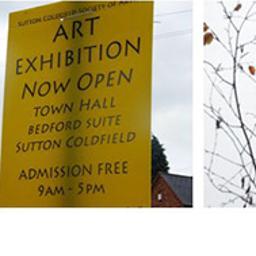 SUTTON COLDFIELD SOCIETY OF
ART
EXHIBITION
NOW OPEN
TOWN HALL
BEDFORD SUITE
SUTTON COLDFIELD
ADMISSION FREE
9AM - 5PM